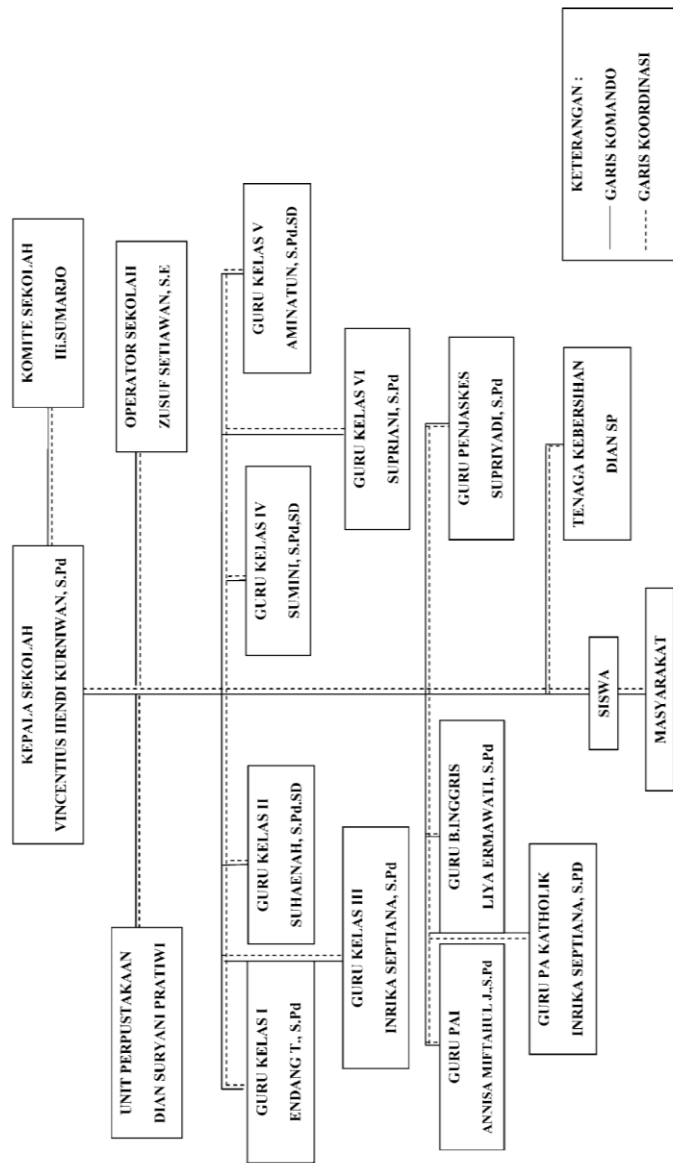 KEPALA SEKOLAH
VINCENTIUS HENDI KURNIWAN, S.Pd
KOMITE SEKOLAH
Hi.SUMARJO
UNIT PERPUSTAKAAN
DIAN SURYANI PRATIWI
OPERATOR SEKOLAH
ZUSUF SETIAWAN, S.E
GURU KELAS I
ENDANG T., S.Pd
GURU KELAS II
SUHAENAH, S.Pd.SD
GURU KELAS IV
SUMINI, S.Pd,SD
GURU KELAS V
AMINATUN, S.Pd.SD
GURU KELAS III
INRIKA SEPTIANA, S.Pd
GURU KELAS VI
SUPRIANI, S.Pd
GURU PAI
ANNISA MIFTAHUL J.,S.Pd
GURU B.INGGRIS
LIYA ERMAWATI, S.Pd
GURU PENJASKES
SUPRIYADI, S.Pd
GURU PA KATHOLIK
INRIKA SEPTIANA, S.PD
TENAGA KEBERSIHAN
DIAN SP
SISWA
MASYARAKAT
KETERANGAN :
GARIS KOMANDO
GARIS KOORDINASI